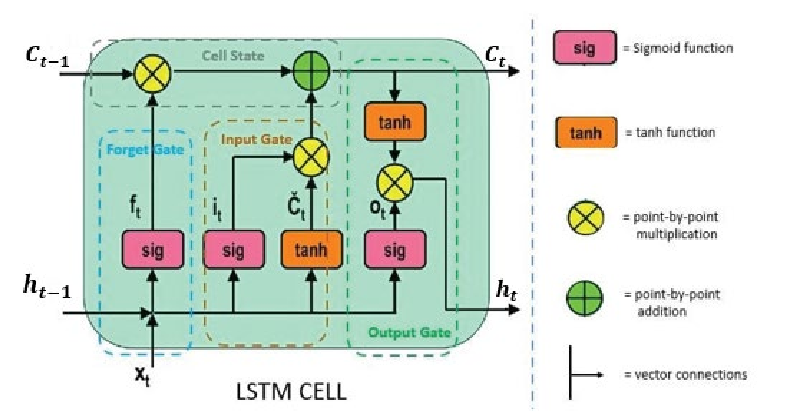 C_{t-1}
Cell State
C_t
tanh
Forget Gate
Input Gate
f_t
i_t
Č_t
o_t
sig
sig
tanh
sig
h_{t-1}
h_t
Output Gate
x_t
LSTM CELL
sig = Sigmoid function
tanh = tanh function
= point-by-point
multiplication
= point-by-point
addition
= vector connections